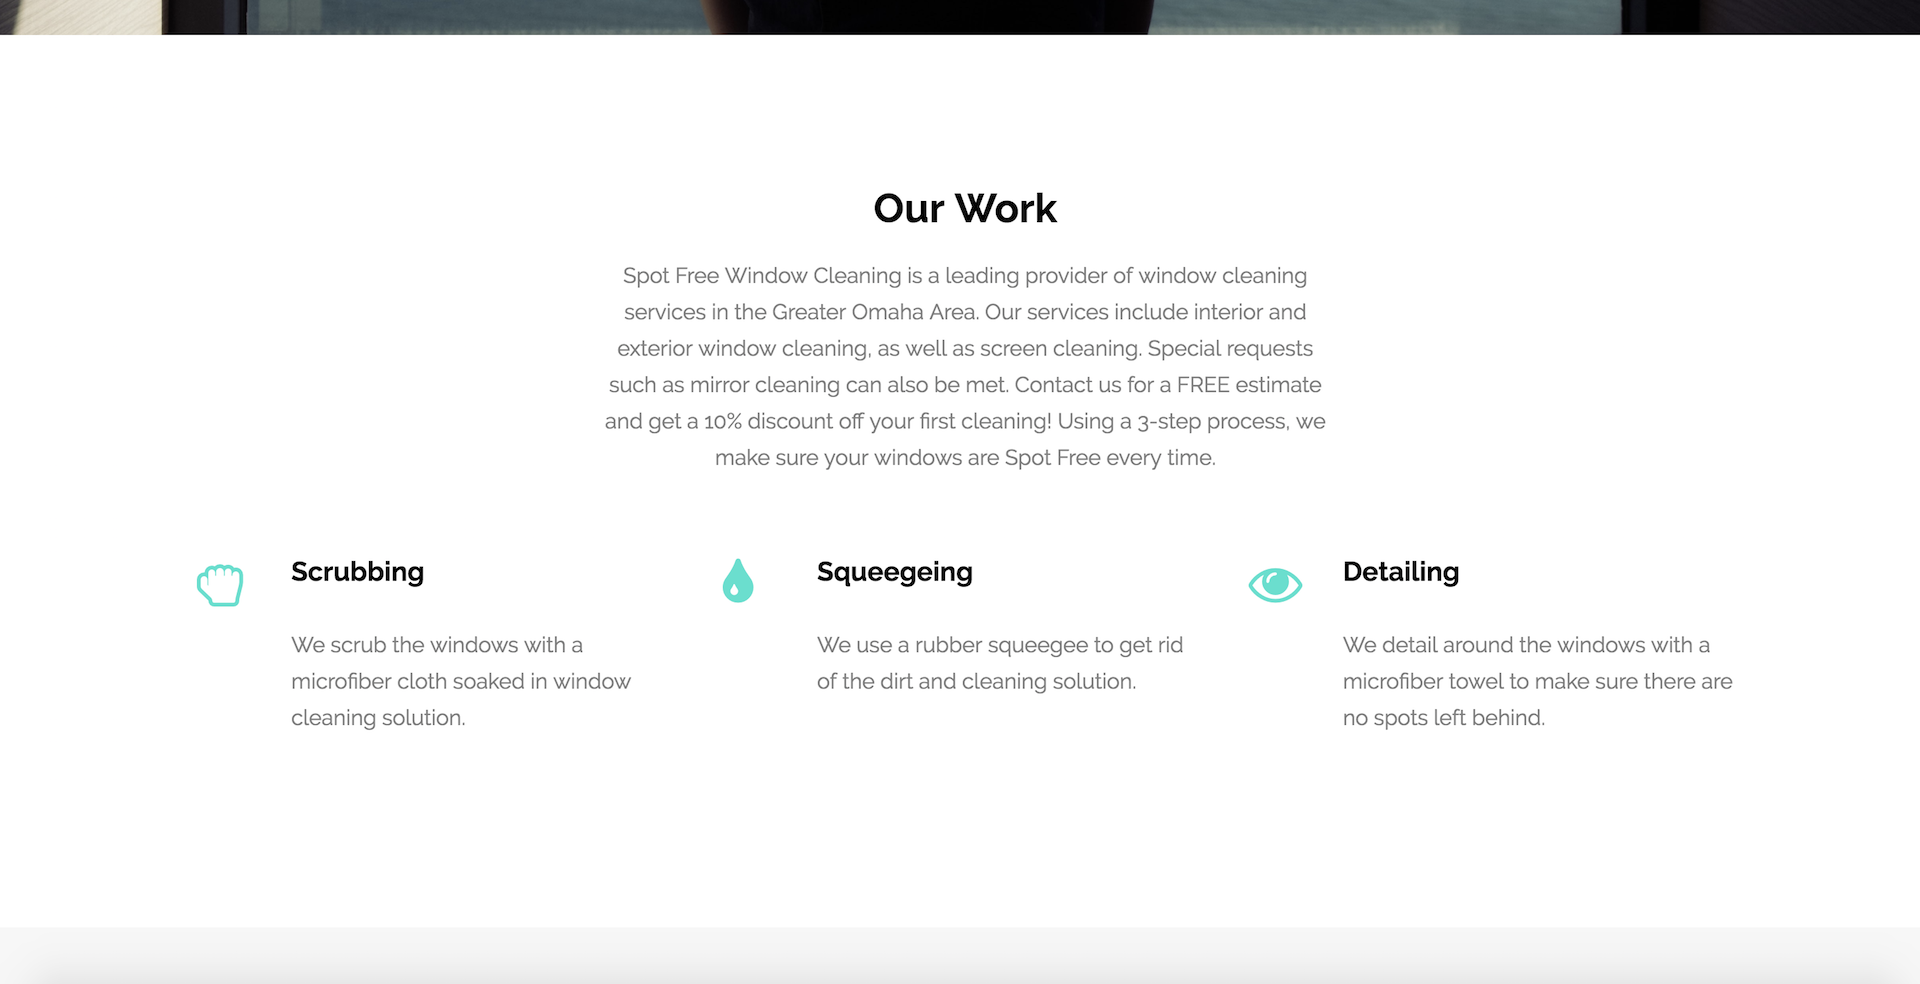 Our Work
Spot Free Window Cleaning is a leading provider of window cleaning
services in the Greater Omaha Area. Our services include interior and
exterior window cleaning, as well as screen cleaning. Special requests
such as mirror cleaning can also be met. Contact us for a FREE estimate
and get a 10% discount off your first cleaning! Using a 3-step process, we
make sure your windows are Spot Free every time.
Scrubbing
We scrub the windows with a
microfiber cloth soaked in window
cleaning solution.
Squeegeing
We use a rubber squeegee to get rid
of the dirt and cleaning solution.
Detailing
We detail around the windows with a
microfiber towel to make sure there are
no spots left behind.